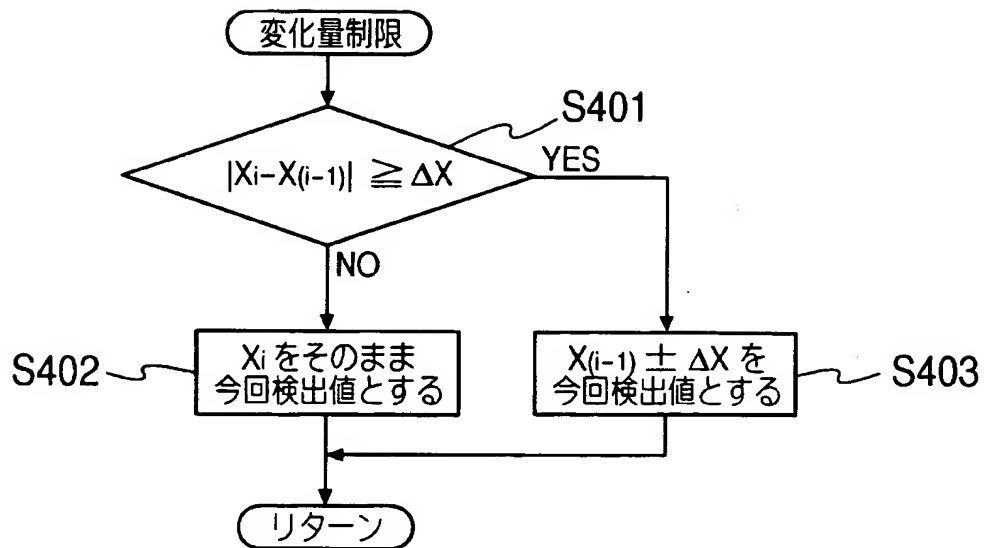 変化量制限
S401
|Xi-X(i-1)| ≧ ΔX
YES
NO
S402
Xi をそのまま
今回検出値とする
X(i-1) ± ΔX を
今回検出値とする
S403
リターン